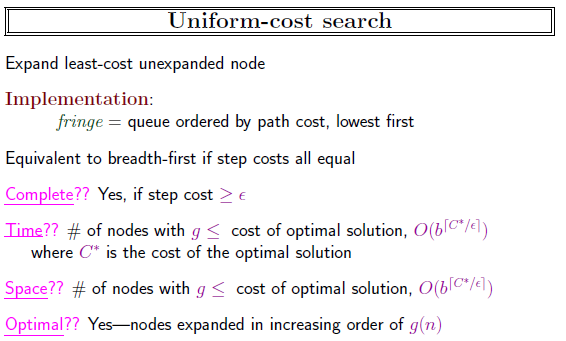 Uniform-cost search
Expand least-cost unexpanded node
Implementation:
fringe = queue ordered by path cost, lowest first
Equivalent to breadth-first if step costs all equal
Complete?? Yes, if step cost ≥ ϵ
Time?? # of nodes with g ≤ cost of optimal solution, O(b^⌈C*/ϵ⌉)
where C* is the cost of the optimal solution
Space?? # of nodes with g ≤ cost of optimal solution, O(b^⌈C*/ϵ⌉)
Optimal?? Yes—nodes expanded in increasing order of g(n)